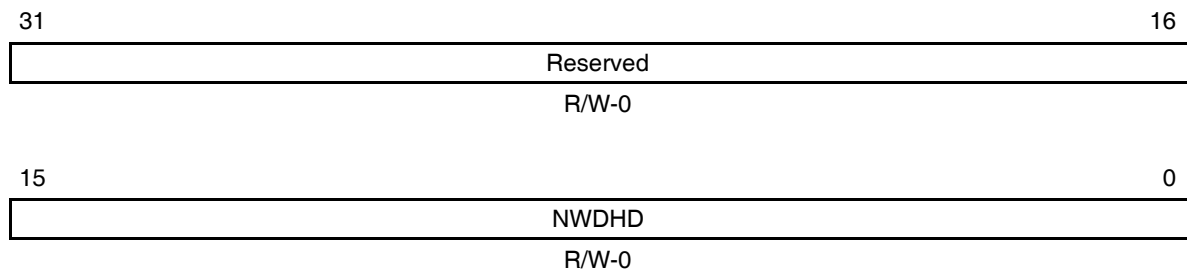 31 16
Reserved
R/W-0
15 0
NWDHD
R/W-0